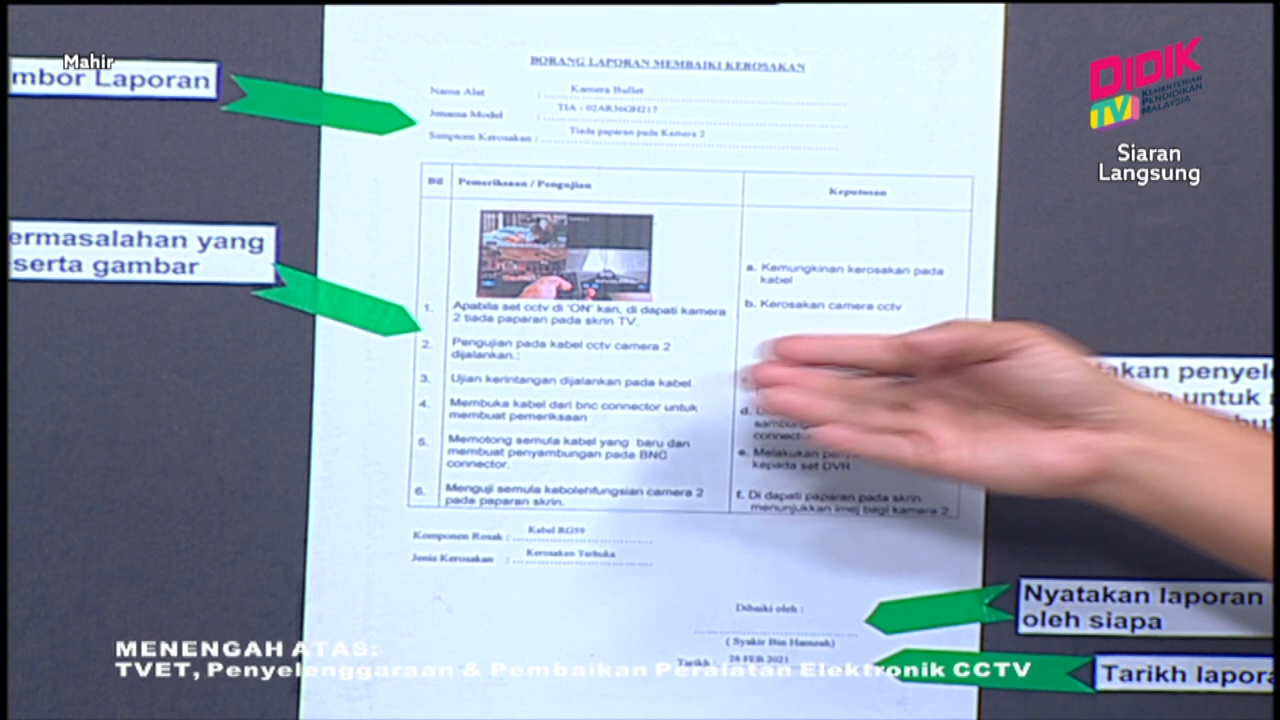 Mahir
mbor Laporan
DIDIK
TV
KEMENTERIAN
PENDIDIKAN
MALAYSIA
Siaran
Langsung
BORANG LAPORAN MEMBAIKI KEROSAKAN
Nama Alat : Kamera Bullet
Jenama Model : TIA - 02AR36GH217
Simptom Kerosakan : Tiada paparan pada Kamera 2
Bil Pemeriksaan / Pengujian Keputusan
ermasalahan yang
serta gambar
1. Apabila set cctv di 'ON' kan, di dapati kamera
2 tiada paparan pada skrin TV.
2. Pengujian pada kabel cctv camera 2
dijalankan.:
3. Ujian kerintangan dijalankan pada kabel.
4. Membuka kabel dari bnc connector untuk
membuat pemeriksaan
5. Memotong semula kabel yang baru dan
membuat penyambungan pada BNC
connector.
6. Menguji semula kebolehfungsian camera 2
pada paparan skrin.
a. Kemungkinan kerosakan pada
kabel
b. Kerosakan camera cctv
d.
e. Melakukan
kepada set DVR
f. Di dapati paparan pada skrin
menunjukkan imej bagi kamera 2
akan penyel
untuk
Komponen Rosak : Kabel RG59
Jenis Kerosakan : Kerosakan Terbuka
Dibaiki oleh :
( Syukir Bin Hamzah)
Tarikh : 28 FEB 2021
Nyatakan laporan
oleh siapa
Tarikh lapora
MENENGAH ATAS:
TVET, Penyelenggaraan & Pembaikan Peralatan Elektronik CCTV